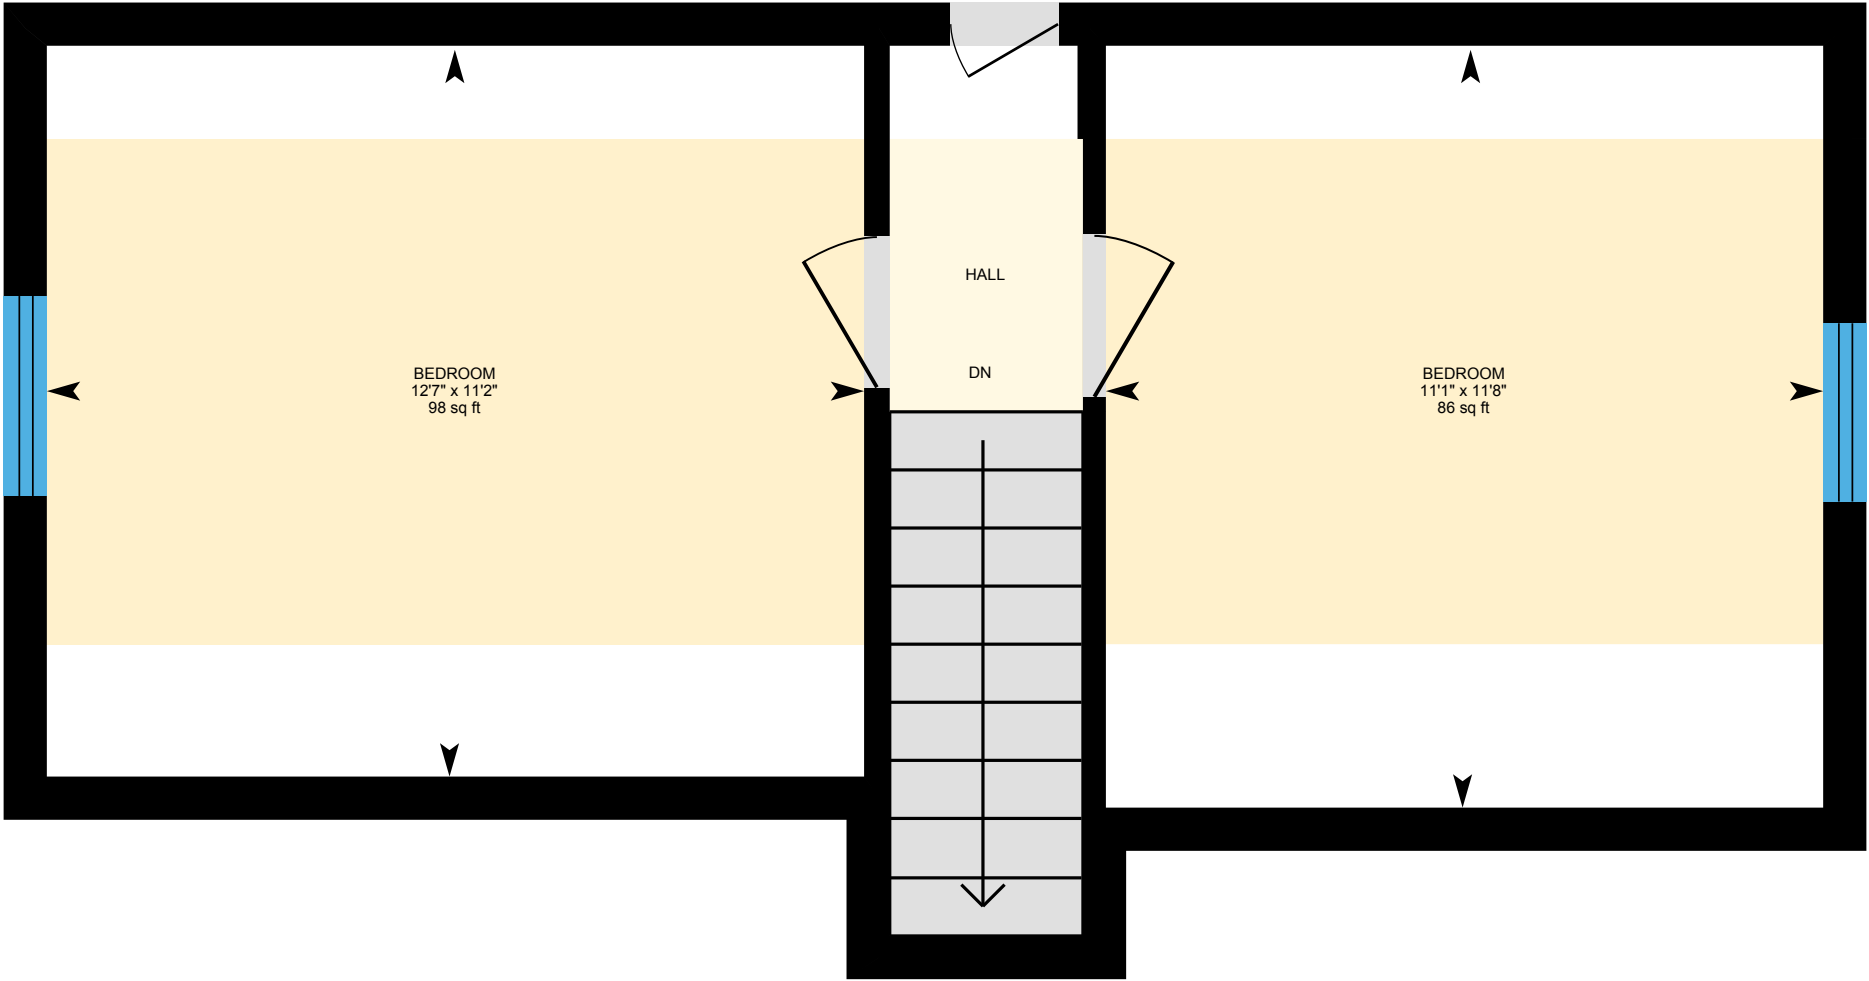 HALL
DN
BEDROOM
12'7" x 11'2"
98 sq ft
BEDROOM
11'1" x 11'8"
86 sq ft